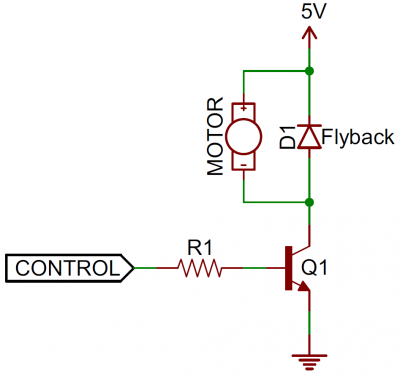 5V
MOTOR
+
-
D1
Flyback
CONTROL
R1
Q1